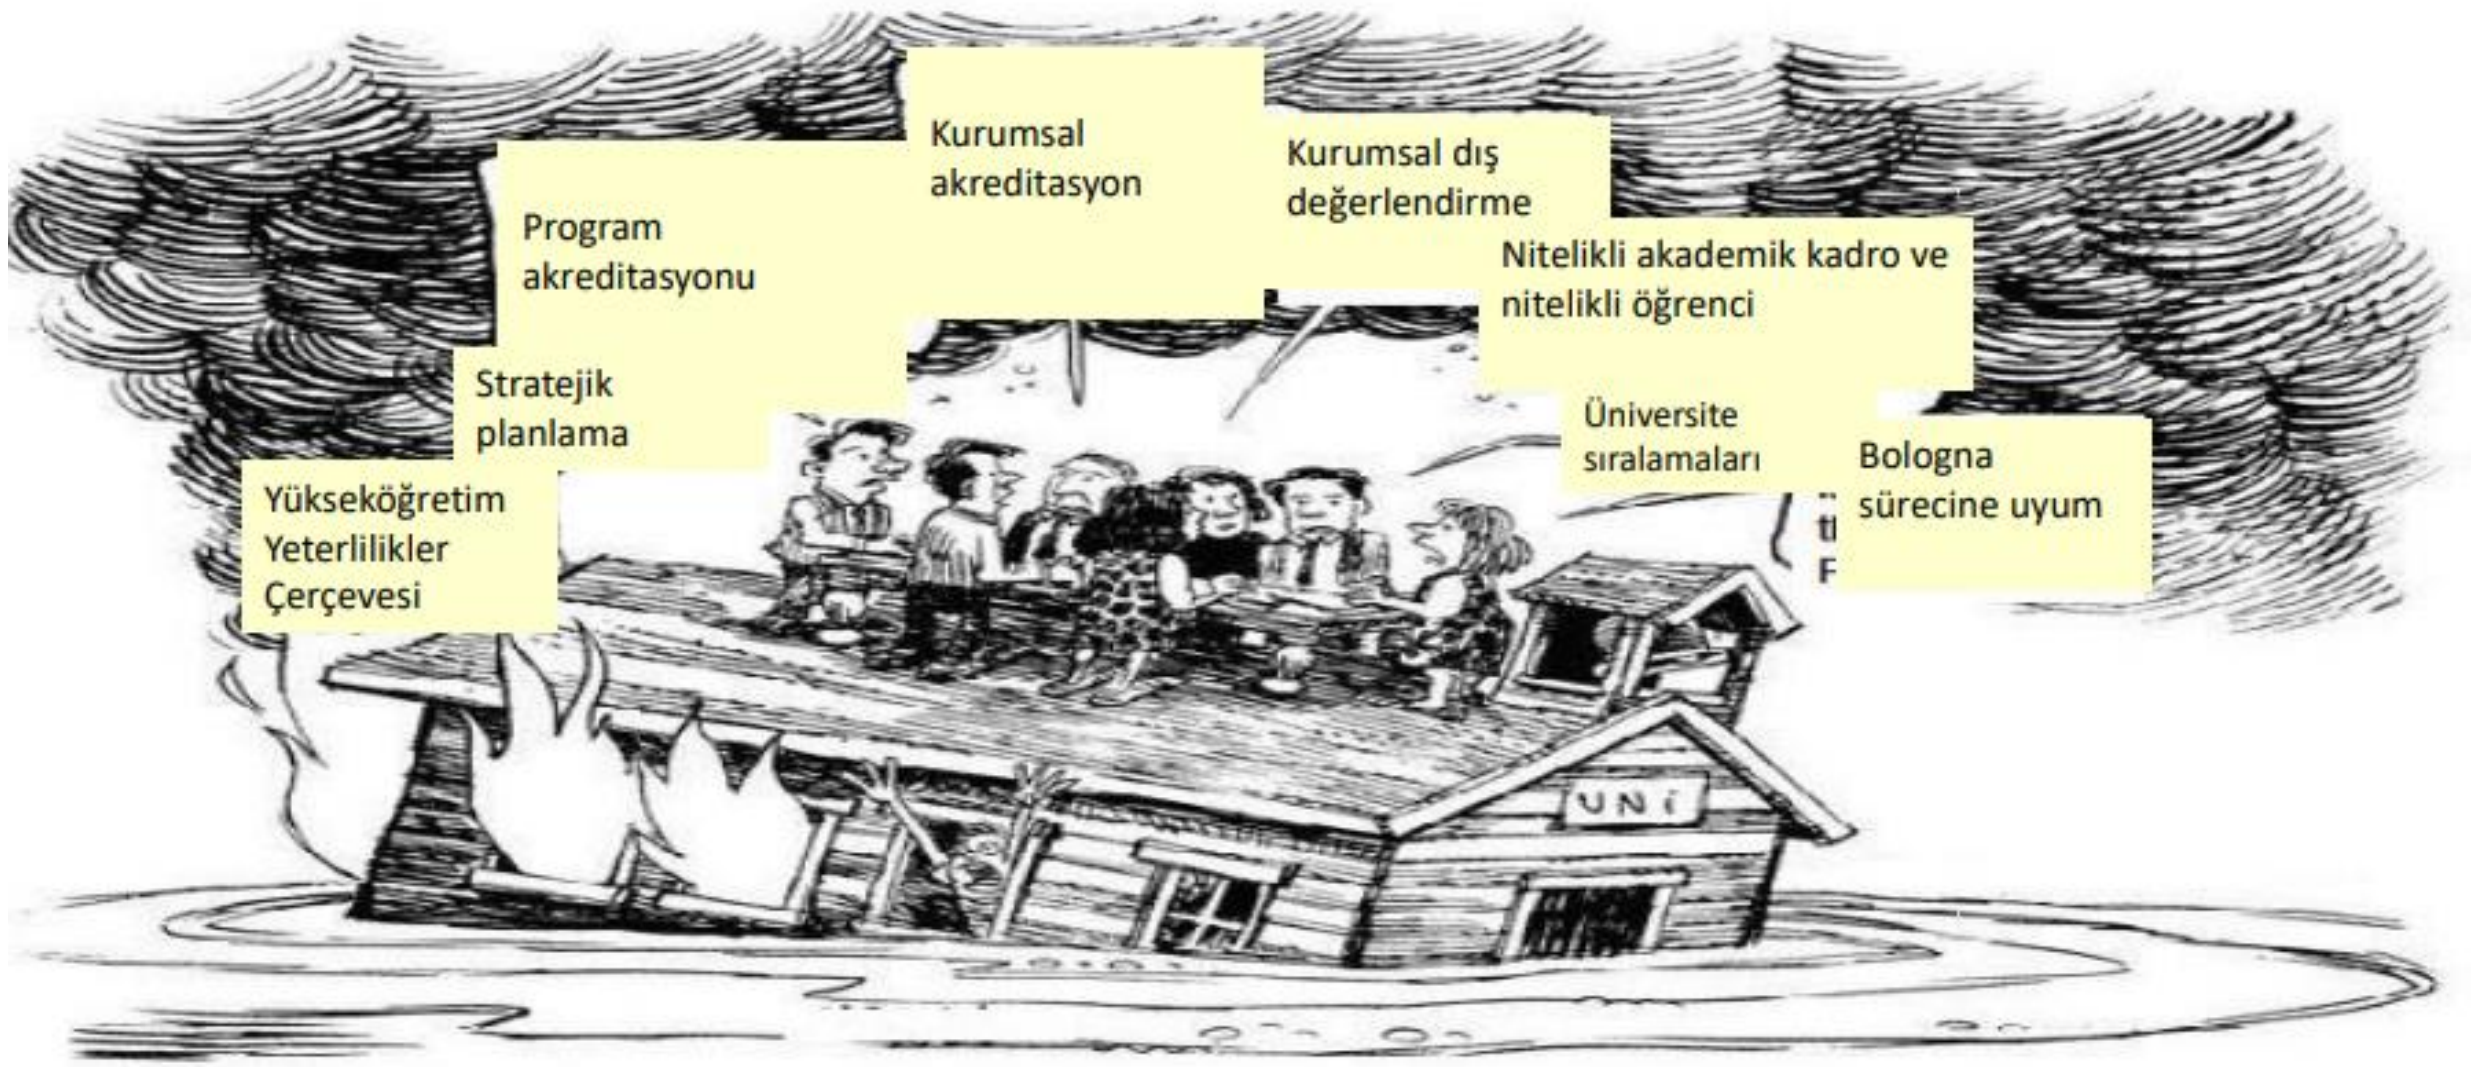 Kurumsal
akreditasyon
Kurumsal dış
değerlendirme
Program
akreditasyonu
Nitelikli akademik kadro ve
nitelikli öğrenci
Stratejik
planlama
Üniversite
sıralamaları
Bologna
sürecine uyum
Yükseköğretim
Yeterlilikler
Çerçevesi
UNi